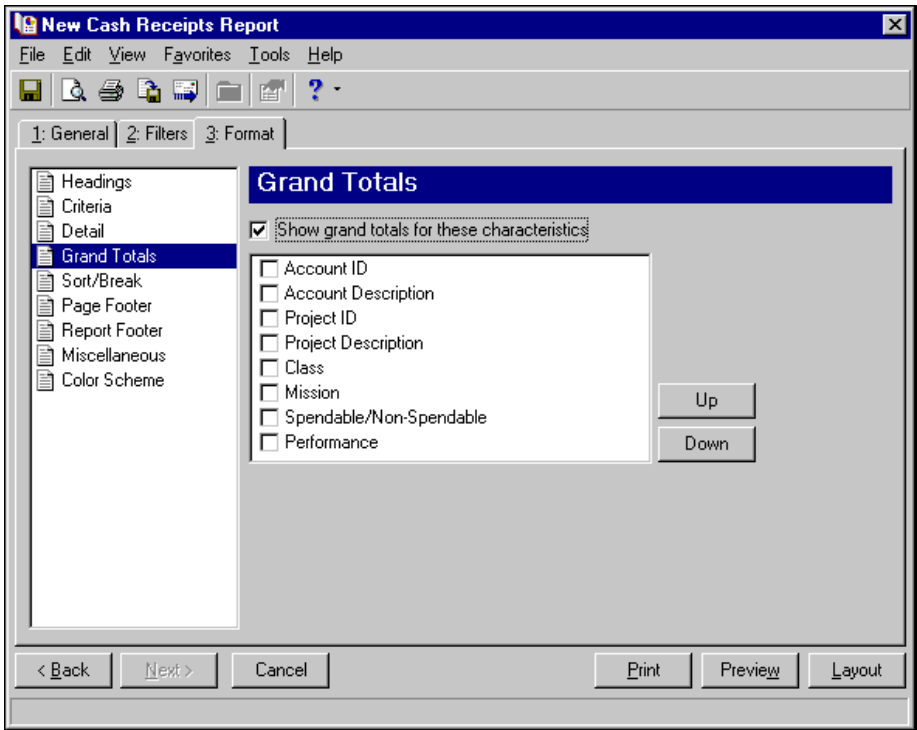 New Cash Receipts Report
File Edit View Favorites Tools Help
?
1: General 2: Filters 3: Format
Headings
Criteria
Detail
Grand Totals
Sort/Break
Page Footer
Report Footer
Miscellaneous
Color Scheme
Grand Totals
Show grand totals for these characteristics
Account ID
Account Description
Project ID
Project Description
Class
Mission
Spendable/Non-Spendable
Performance
Up
Down
< Back Next > Cancel Print Preview Layout